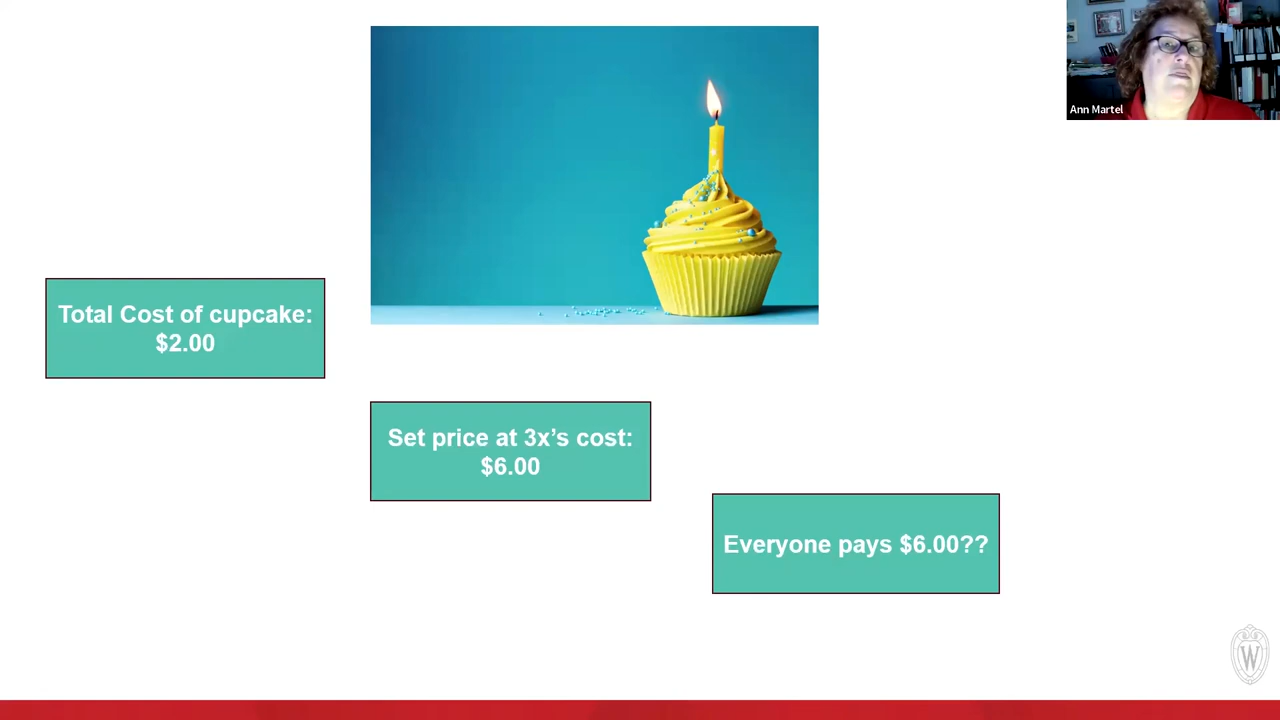 Ann Martel
Total Cost of cupcake:
$2.00
Set price at 3x’s cost:
$6.00
Everyone pays $6.00??
W